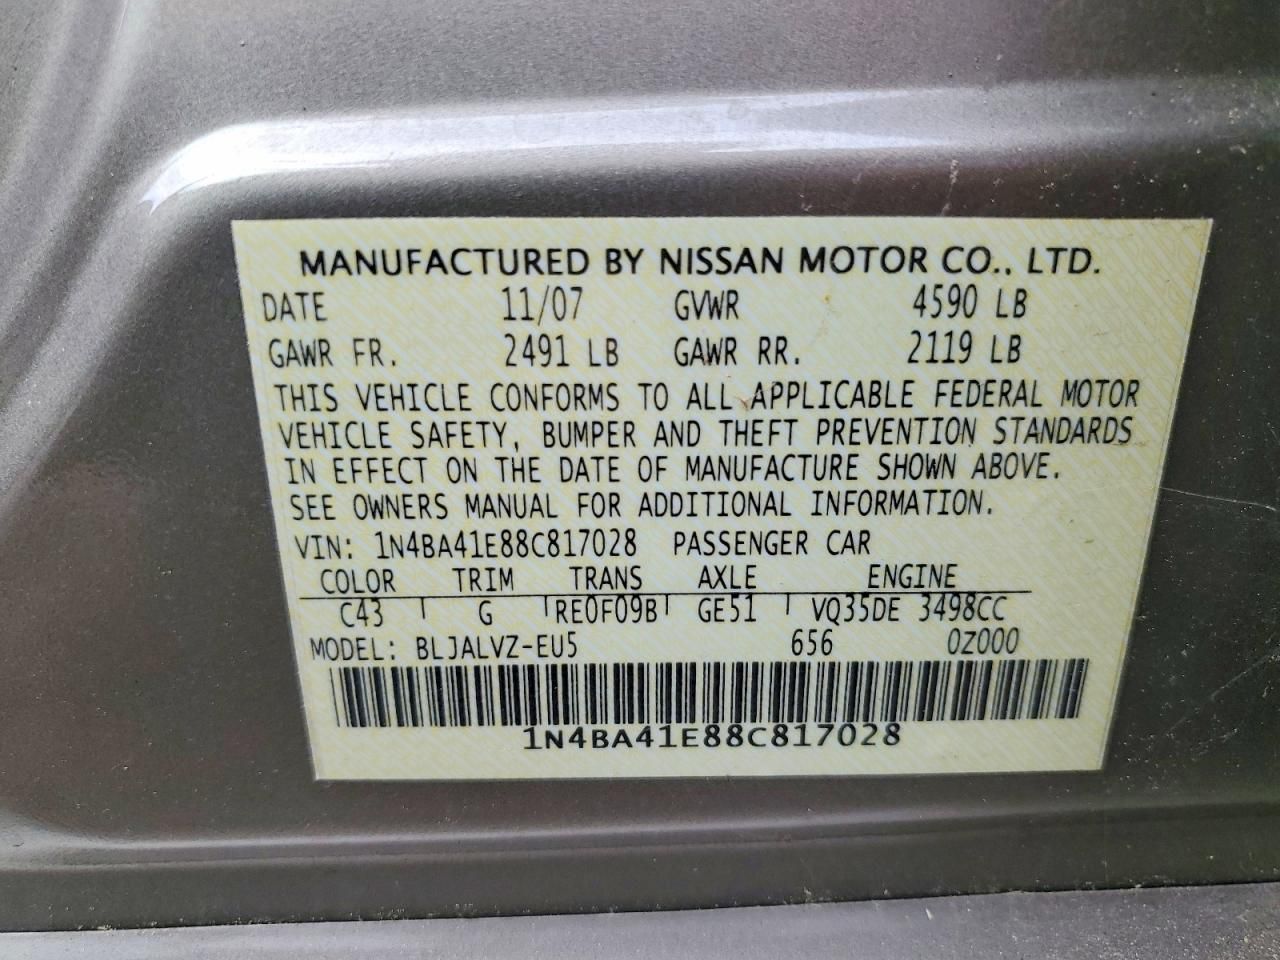 MANUFACTURED BY NISSAN MOTOR CO., LTD.
DATE 11/07 GVWR 4590 LB
GAWR FR. 2491 LB GAWR RR. 2119 LB
THIS VEHICLE CONFORMS TO ALL APPLICABLE FEDERAL MOTOR
VEHICLE SAFETY, BUMPER AND THEFT PREVENTION STANDARDS
IN EFFECT ON THE DATE OF MANUFACTURE SHOWN ABOVE.
SEE OWNERS MANUAL FOR ADDITIONAL INFORMATION.
VIN: 1N4BA41E88C817028 PASSENGER CAR
COLOR TRIM TRANS AXLE ENGINE
C43 G RE0F09B GE51 VQ35DE 3498CC
MODEL: BLJALVZ-EU5 656 0Z000
1N4BA41E88C817028